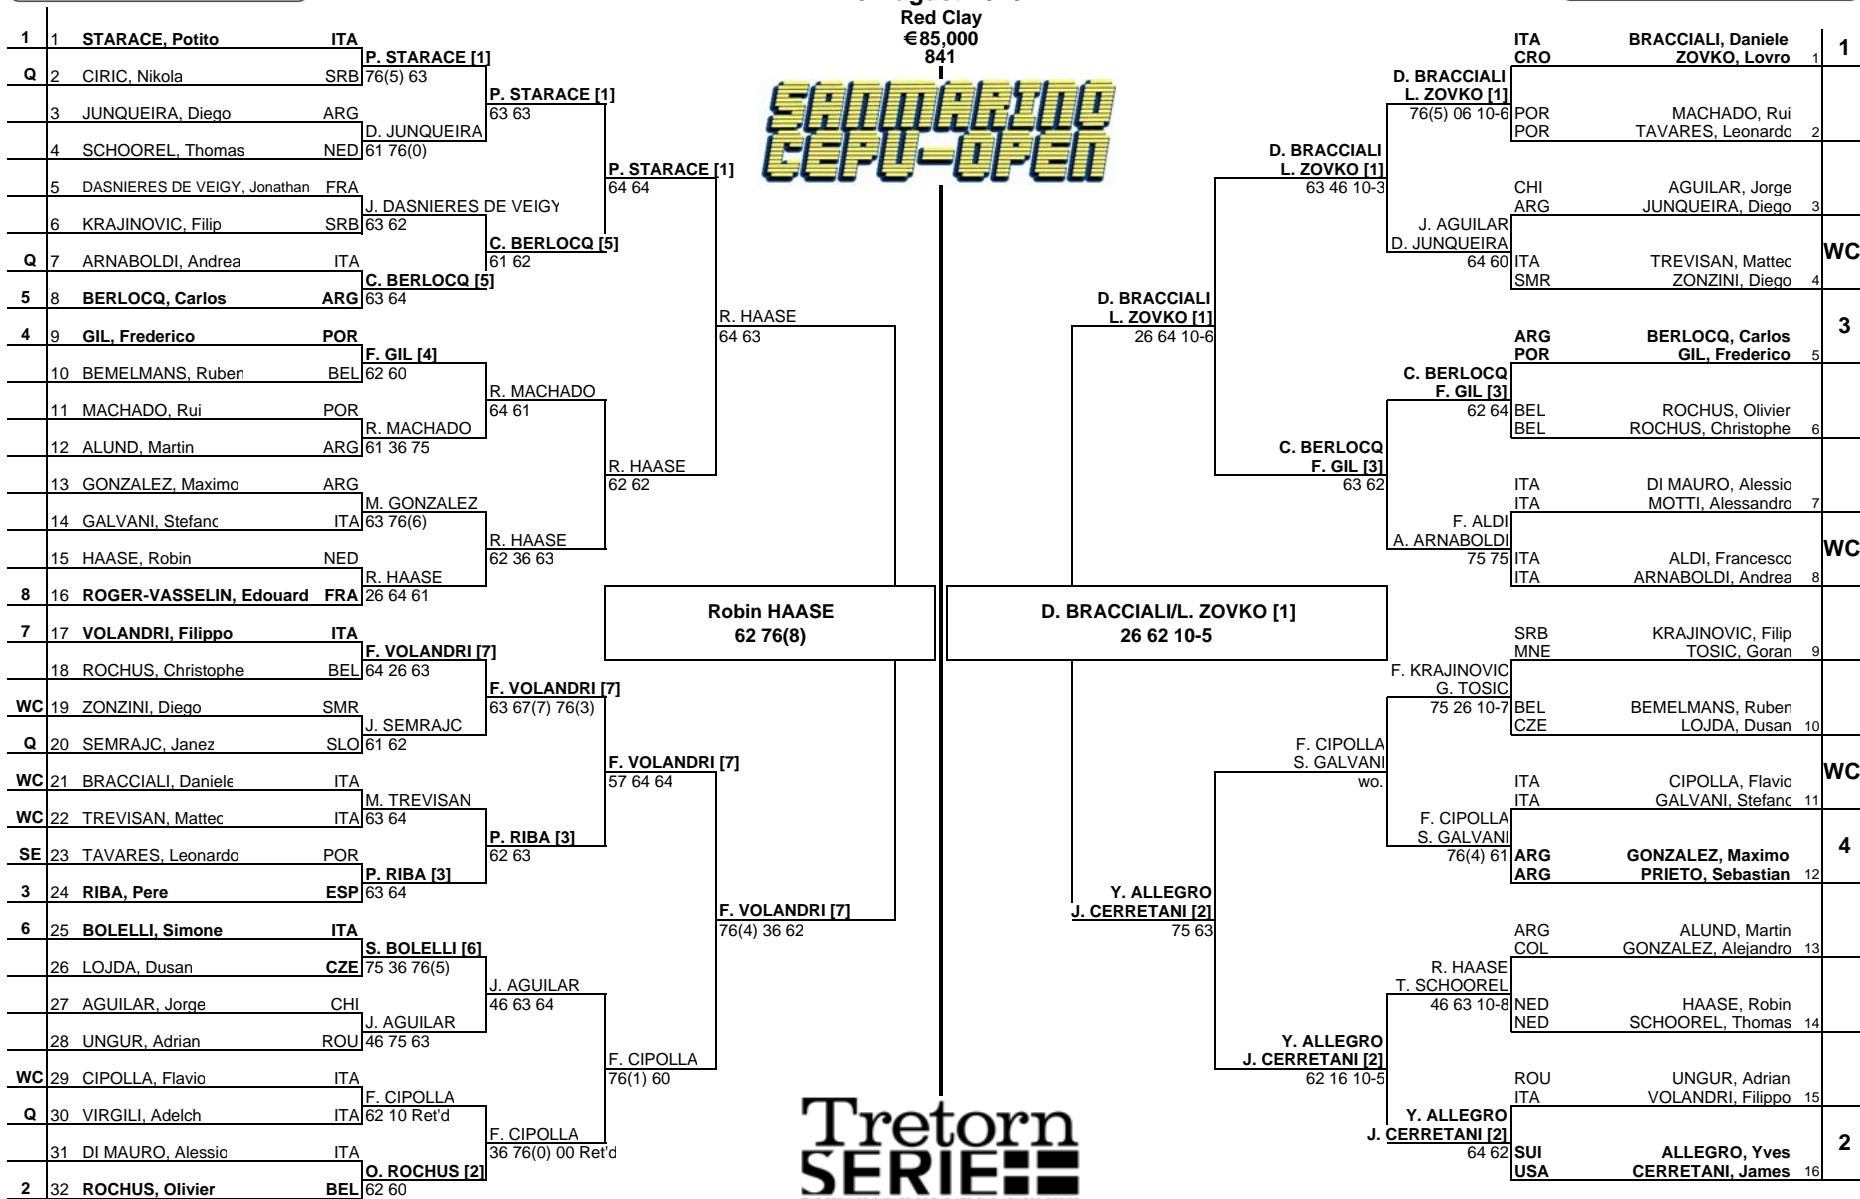 Red Clay
€85,000
841
SANMARINO
CEPU-OPEN
1 1 STARACE, Potito ITA
P. STARACE [1]
Q 2 CIRIC, Nikola SRB 76(5) 63
P. STARACE [1]
3 JUNQUEIRA, Diego ARG 63 63
D. JUNQUEIRA
4 SCHOOREL, Thomas NED 61 76(0)
P. STARACE [1]
5 DASNIERES DE VEIGY, Jonathan FRA 64 64
J. DASNIERES DE VEIGY
6 KRAJINOVIC, Filip SRB 63 62
C. BERLOCQ [5]
Q 7 ARNABOLDI, Andrea ITA 61 62
C. BERLOCQ [5]
5 8 BERLOCQ, Carlos ARG 63 64
R. HAASE
4 9 GIL, Frederico POR 64 63
F. GIL [4]
10 BEMELMANS, Ruben BEL 62 60
R. MACHADO
11 MACHADO, Rui POR 64 61
R. MACHADO
12 ALUND, Martin ARG 61 36 75
R. HAASE
13 GONZALEZ, Maximo ARG 62 62
M. GONZALEZ
14 GALVANI, Stefano ITA 63 76(6)
R. HAASE
15 HAASE, Robin NED 62 36 63
R. HAASE
8 16 ROGER-VASSELIN, Edouard FRA 26 64 61
Robin HAASE
62 76(8)
7 17 VOLANDRI, Filippo ITA
F. VOLANDRI [7]
18 ROCHUS, Christophe BEL 64 26 63
F. VOLANDRI [7]
WC 19 ZONZINI, Diego SMR 63 67(7) 76(3)
J. SEMRAJC
Q 20 SEMRAJC, Janez SLO 61 62
F. VOLANDRI [7]
WC 21 BRACCIALI, Daniele ITA 57 64 64
M. TREVISAN
WC 22 TREVISAN, Matteo ITA 63 64
P. RIBA [3]
SE 23 TAVARES, Leonardo POR 62 63
P. RIBA [3]
3 24 RIBA, Pere ESP 63 64
F. VOLANDRI [7]
6 25 BOLELLI, Simone ITA 76(4) 36 62
S. BOLELLI [6]
26 LOJDA, Dusan CZE 75 36 76(5)
J. AGUILAR
27 AGUILAR, Jorge CHI 46 63 64
J. AGUILAR
28 UNGUR, Adrian ROU 46 75 63
F. CIPOLLA
WC 29 CIPOLLA, Flavio ITA 76(1) 60
F. CIPOLLA
Q 30 VIRGILI, Adelch ITA 62 10 Ret'd
F. CIPOLLA
31 DI MAURO, Alessio ITA 36 76(0) 00 Ret'd
O. ROCHUS [2]
2 32 ROCHUS, Olivier BEL 62 60
ITA BRACCIALI, Daniele 1
CRO ZOVKO, Lovro 1
D. BRACCIALI
L. ZOVKO [1]
76(5) 06 10-6 POR MACHADO, Rui
POR TAVARES, Leonardo 2
D. BRACCIALI
L. ZOVKO [1]
63 46 10-3
CHI AGUILAR, Jorge
ARG JUNQUEIRA, Diego 3
J. AGUILAR
D. JUNQUEIRA WC
64 60 ITA TREVISAN, Matteo
SMR ZONZINI, Diego 4
D. BRACCIALI
L. ZOVKO [1] 3
26 64 10-6
ARG BERLOCQ, Carlos
POR GIL, Frederico 5
C. BERLOCQ
F. GIL [3]
62 64 BEL ROCHUS, Olivier
BEL ROCHUS, Christophe 6
C. BERLOCQ
F. GIL [3]
63 62
ITA DI MAURO, Alessio
ITA MOTTI, Alessandro 7
F. ALDI
A. ARNABOLDI WC
75 75 ITA ALDI, Francesco
ITA ARNABOLDI, Andrea 8
D. BRACCIALI/L. ZOVKO [1]
26 62 10-5
SRB KRAJINOVIC, Filip
MNE TOSIC, Goran 9
F. KRAJINOVIC
G. TOSIC
75 26 10-7 BEL BEMELMANS, Ruben
CZE LOJDA, Dusan 10
F. CIPOLLA
S. GALVANI WC
wo.
ITA CIPOLLA, Flavio
ITA GALVANI, Stefano 11
F. CIPOLLA
S. GALVANI 4
76(4) 61 ARG GONZALEZ, Maximo
ARG PRIETO, Sebastian 12
Y. ALLEGRO
J. CERRETANI [2]
75 63
ARG ALUND, Martin
COL GONZALEZ, Alejandro 13
R. HAASE
T. SCHOOREL
46 63 10-8 NED HAASE, Robin
NED SCHOOREL, Thomas 14
Y. ALLEGRO
J. CERRETANI [2]
62 16 10-5
ROU UNGUR, Adrian
ITA VOLANDRI, Filippo 15
Y. ALLEGRO
J. CERRETANI [2] 2
64 62 SUI ALLEGRO, Yves
USA CERRETANI, James 16
Tretorn
SERIE